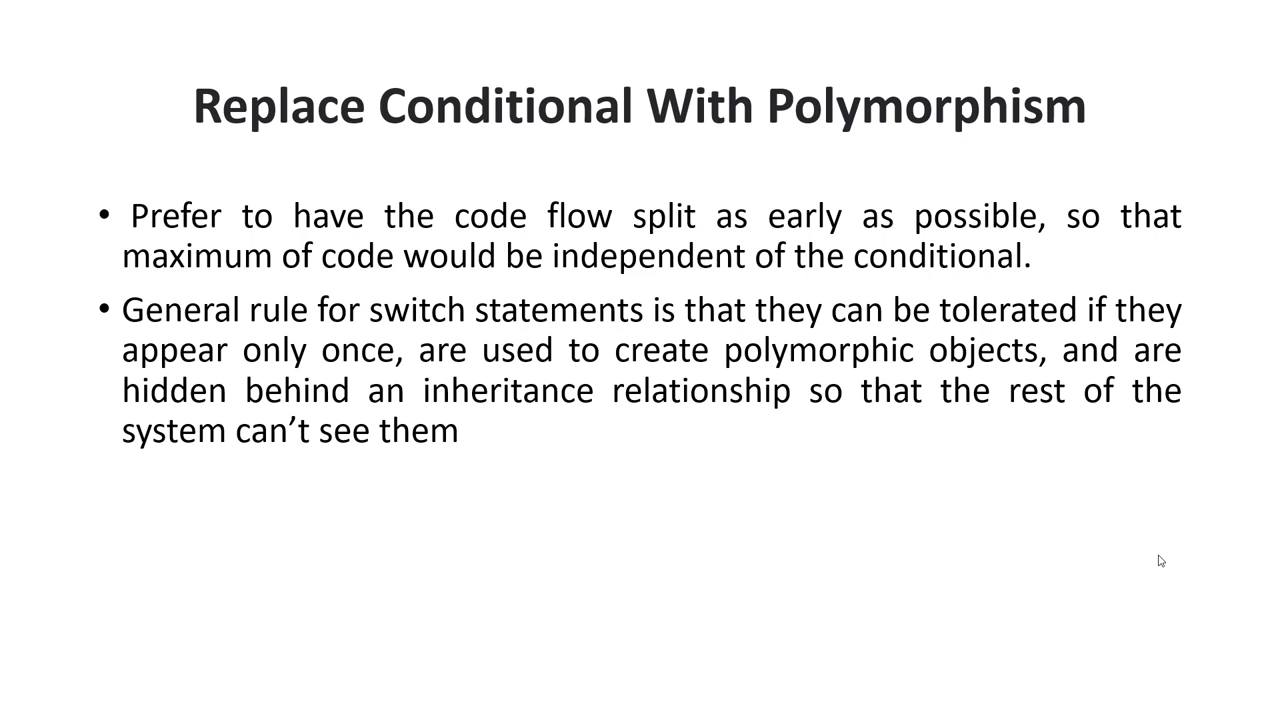 Replace Conditional With Polymorphism
• Prefer to have the code flow split as early as possible, so that
maximum of code would be independent of the conditional.
• General rule for switch statements is that they can be tolerated if they
appear only once, are used to create polymorphic objects, and are
hidden behind an inheritance relationship so that the rest of the
system can’t see them